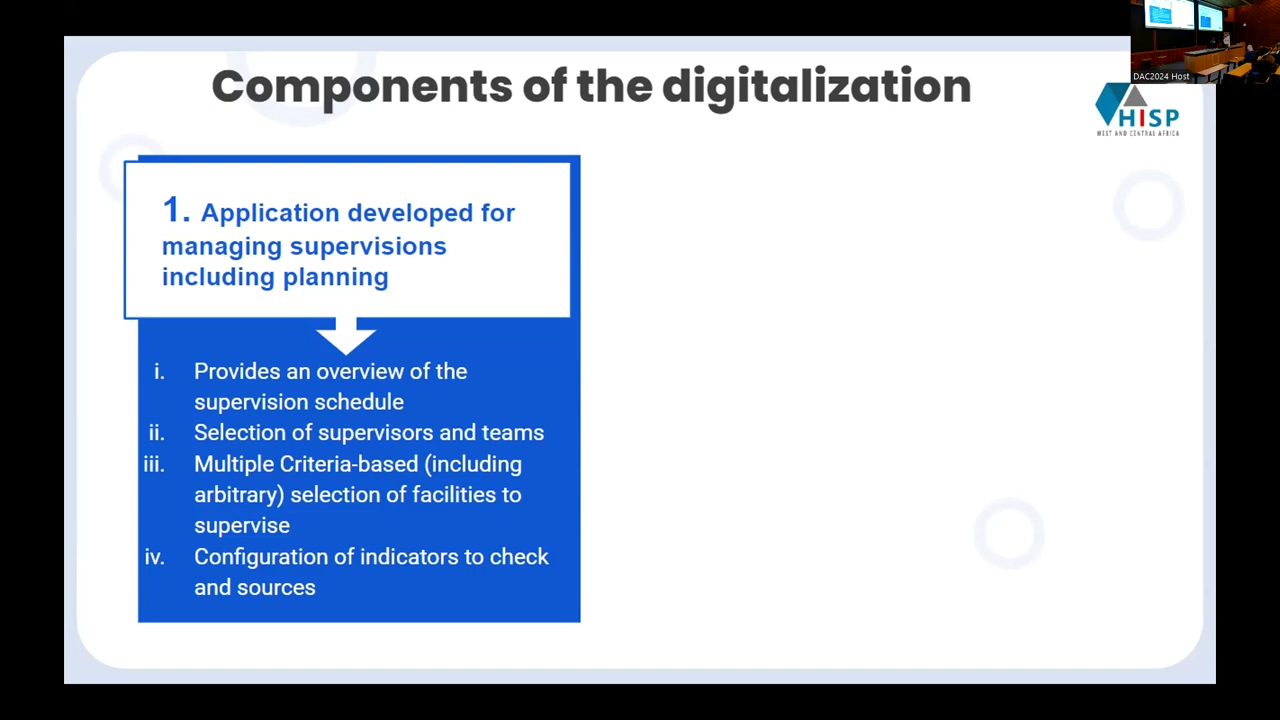 Components of the digitalization
DAC2024 Host
HISP
WEST AND CENTRAL AFRICA
1. Application developed for
managing supervisions
including planning
i. Provides an overview of the
supervision schedule
ii. Selection of supervisors and teams
iii. Multiple Criteria-based (including
arbitrary) selection of facilities to
supervise
iv. Configuration of indicators to check
and sources